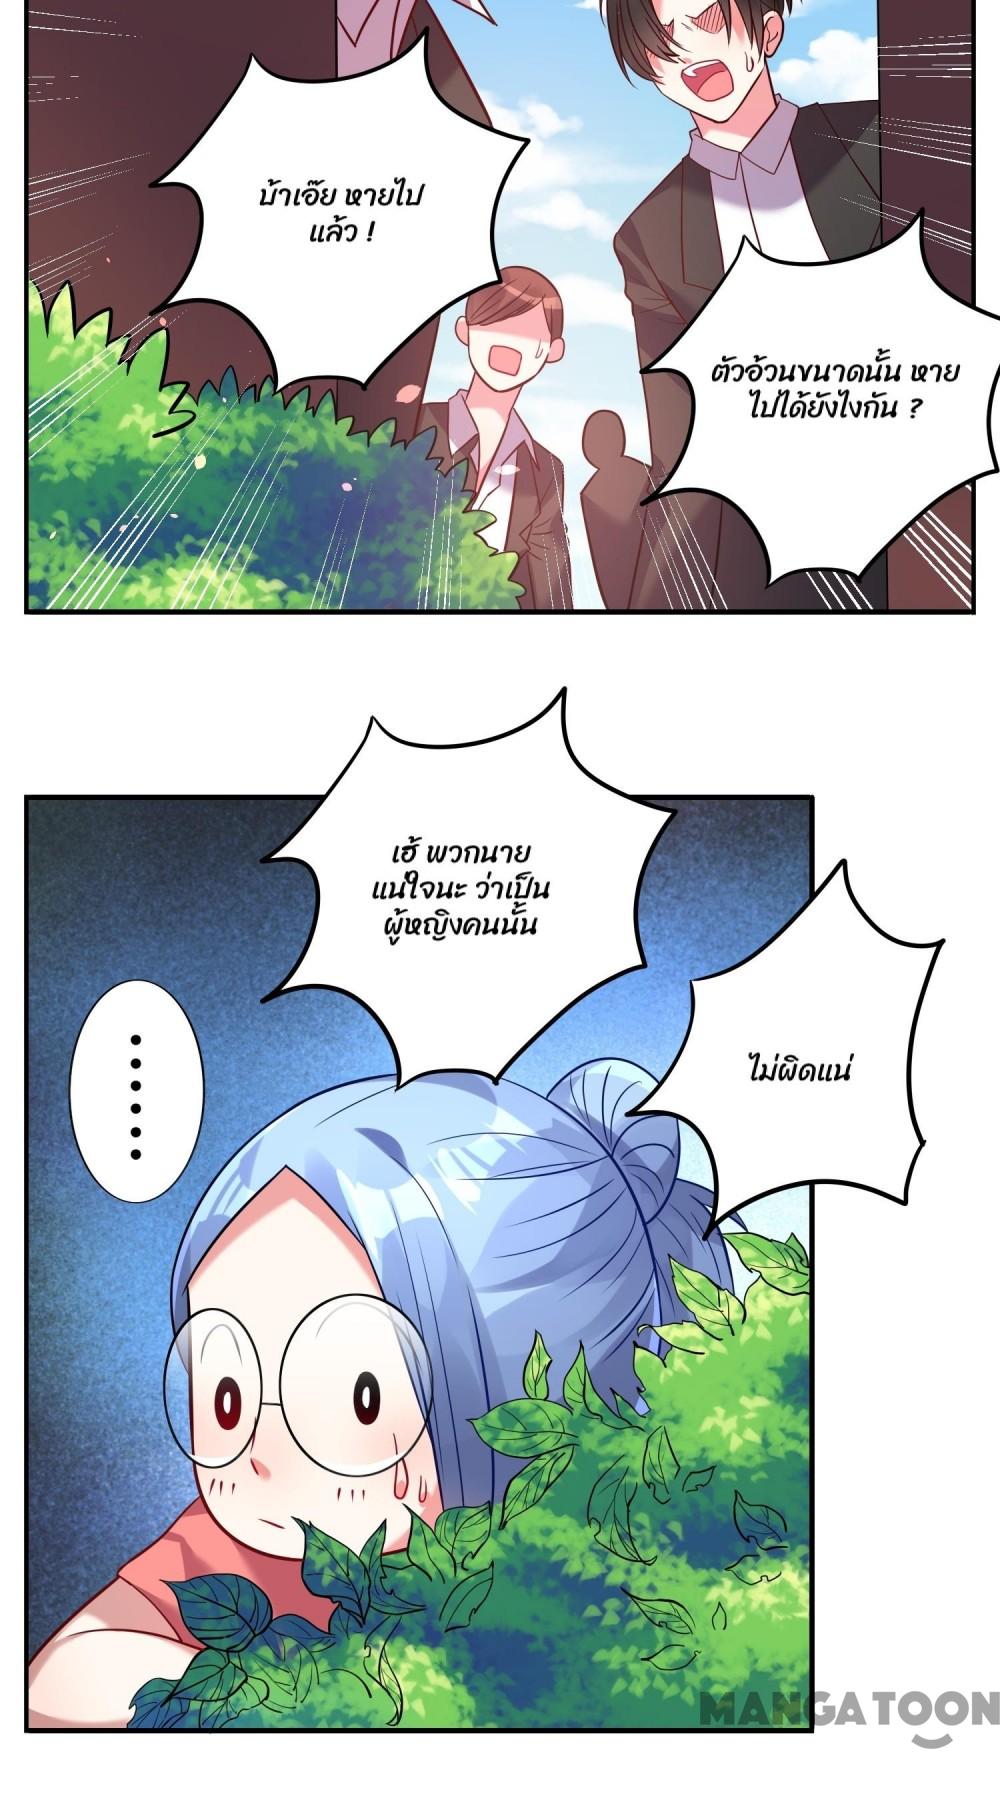 บ้าเอ๊ย หายไป
แล้ว !
ตัวอ้วนขนาดนั้น หาย
ไปได้ยังไงกัน ?
เฮ้ พวกนาย
แน่ใจนะ ว่าเป็น
ผู้หญิงคนนั้น
ไม่ผิดแน่
......
MANGATOON